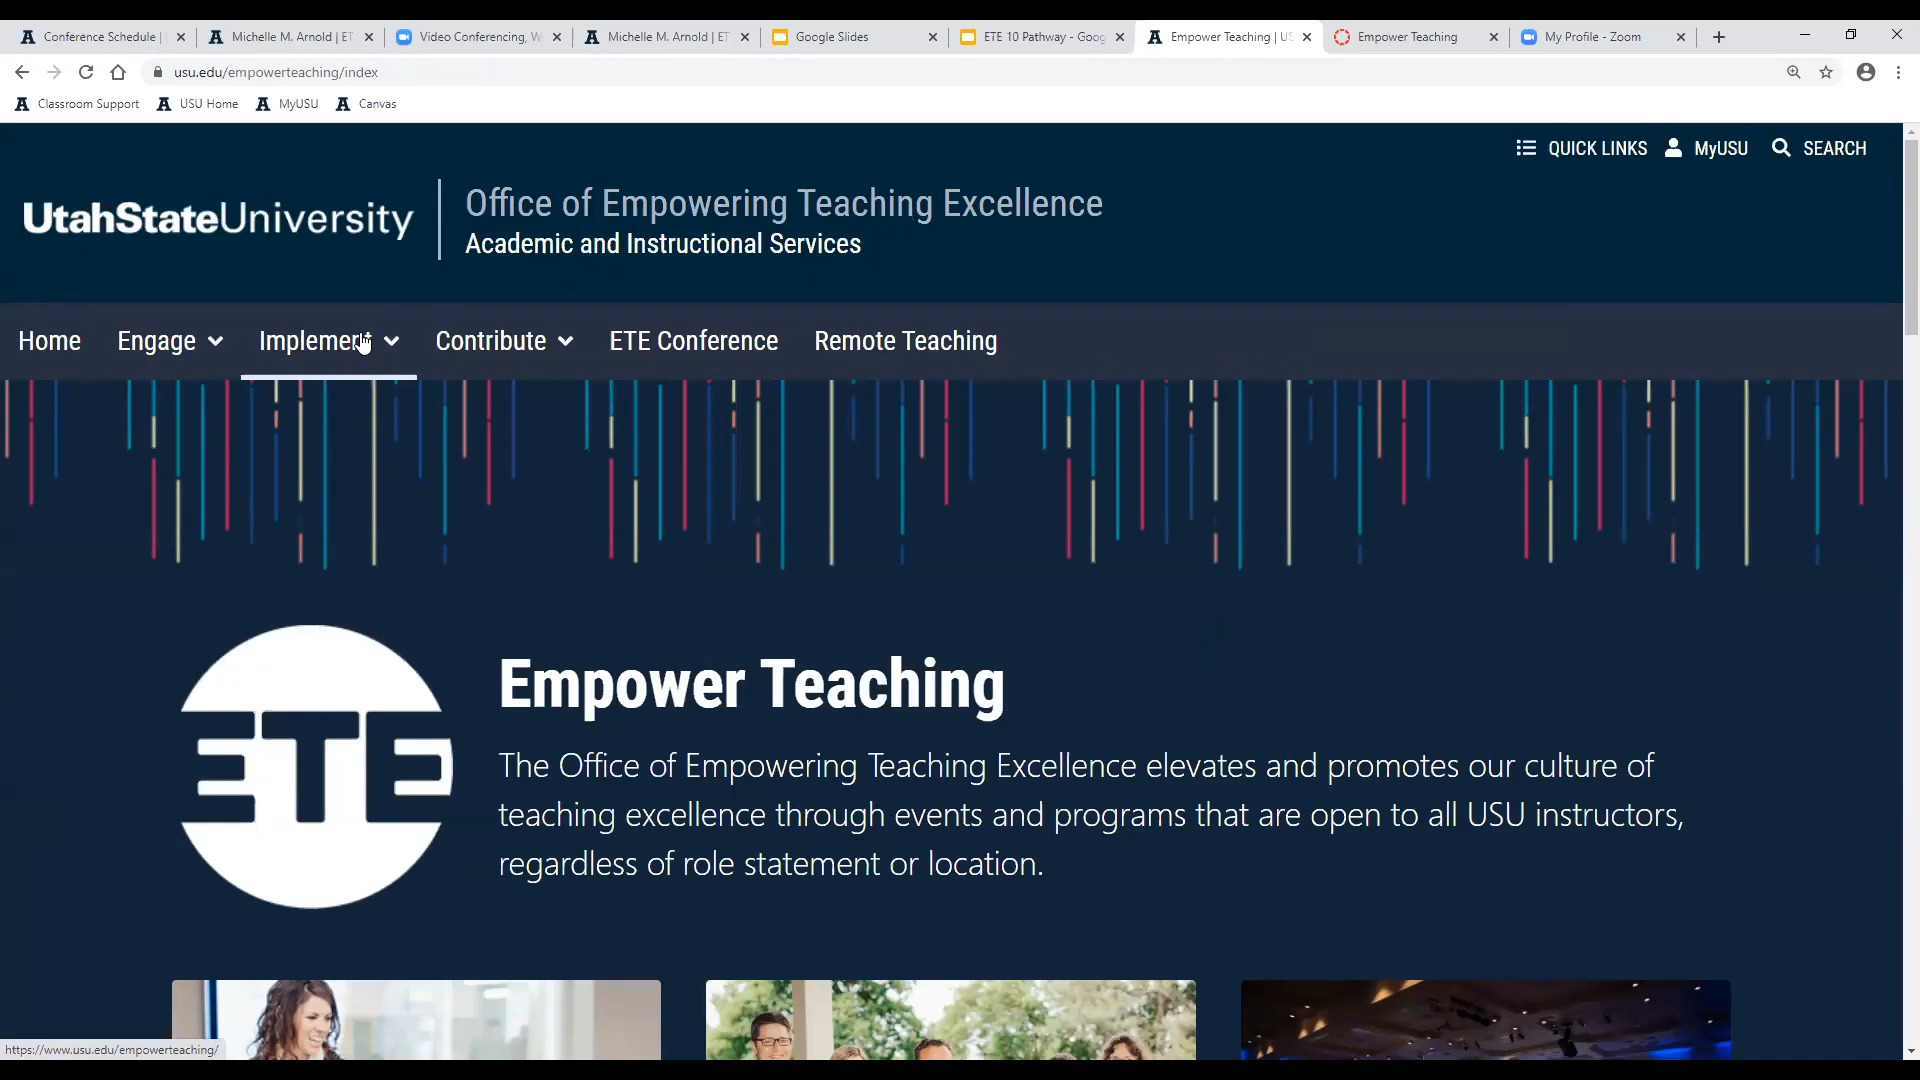 Conference Schedule |
Michelle M. Arnold | ET
Video Conferencing, W
Michelle M. Arnold | ET
Google Slides
ETE 10 Pathway - Goog
Empower Teaching | US
Empower Teaching
My Profile - Zoom
usu.edu/empowerteaching/index
Classroom Support
USU Home
MyUSU
Canvas
QUICK LINKS
MyUSU
SEARCH
UtahStateUniversity
Office of Empowering Teaching Excellence
Academic and Instructional Services
Home
Engage
Implement
Contribute
ETE Conference
Remote Teaching
ETE
Empower Teaching
The Office of Empowering Teaching Excellence elevates and promotes our culture of
teaching excellence through events and programs that are open to all USU instructors,
regardless of role statement or location.
https://www.usu.edu/empowerteaching/